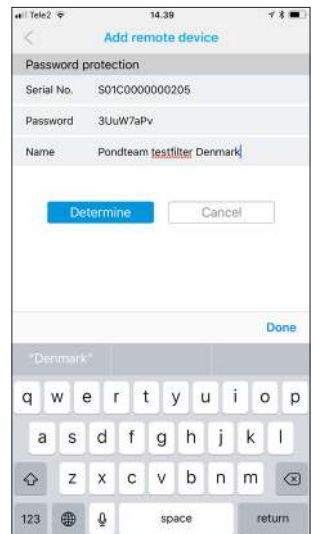 Tele2 14.39
Add remote device
Password protection
Serial No. S01C0000000205
Password 3UuW7aPv
Name Pondteam testfilter Denmark
Determine Cancel
Done
"Denmark"
q w e r t y u i o p
a s d f g h j k l
z x c v b n m
123 space return